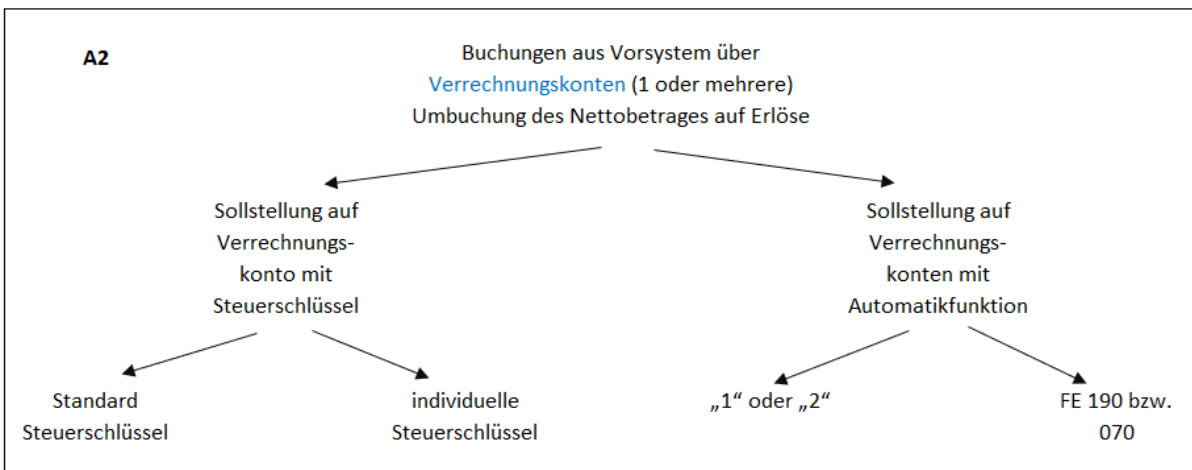 A2
Buchungen aus Vorsystem über
Verrechnungskonten (1 oder mehrere)
Umbuchung des Nettobetrages auf Erlöse
Sollstellung auf
Verrechnungs-
konto mit
Steuerschlüssel
Sollstellung auf
Verrechnungs-
konten mit
Automatikfunktion
Standard
Steuerschlüssel
individuelle
Steuerschlüssel
„1“ oder „2“
FE 190 bzw.
070